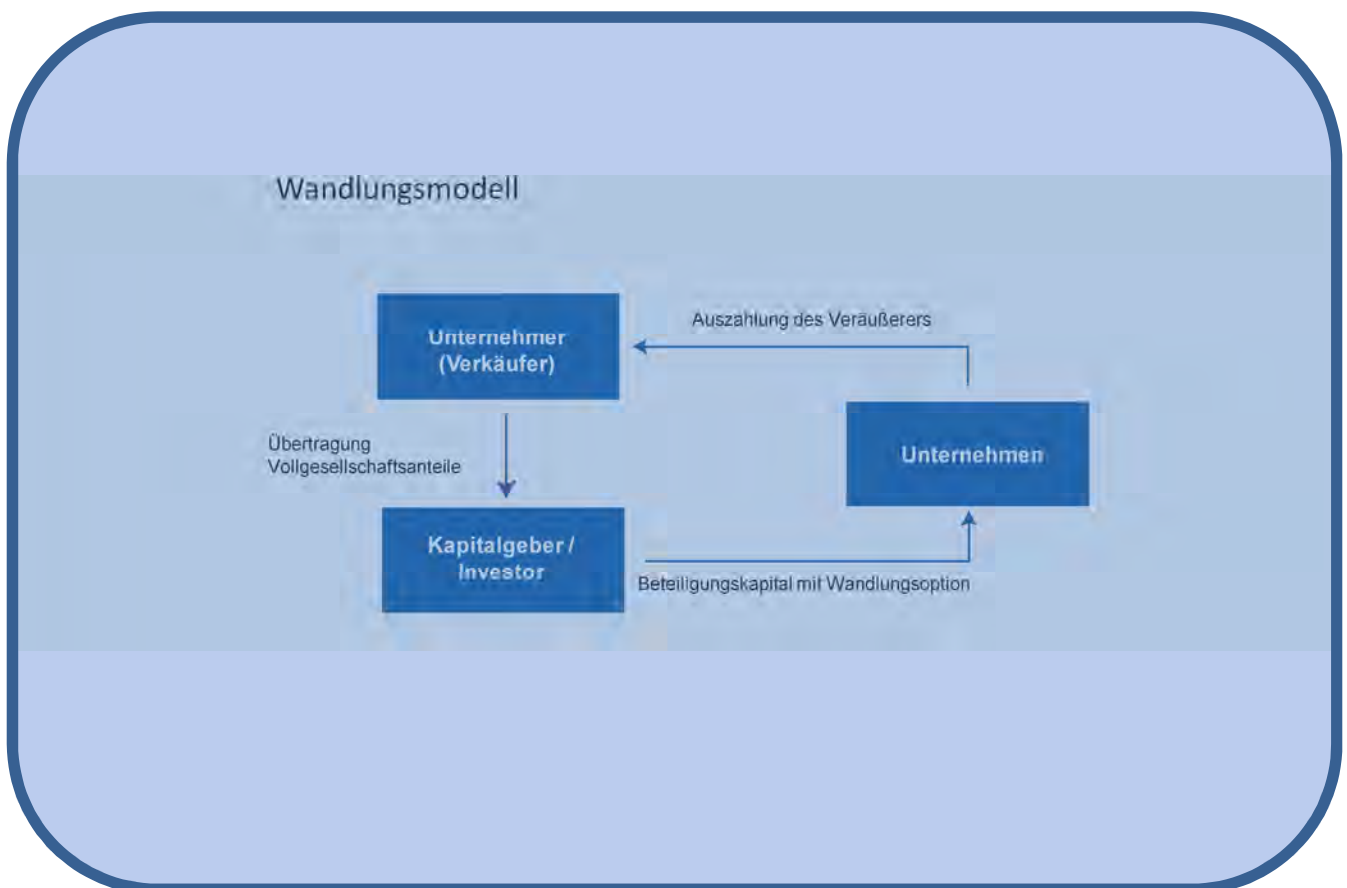 Wandlungsmodell
Auszahlung des Veräußerers
Unternehmer
(Verkäufer)
Übertragung
Vollgesellschaftsanteile
Unternehmen
Kapitalgeber /
Investor
Beteiligungskapital mit Wandlungsoption